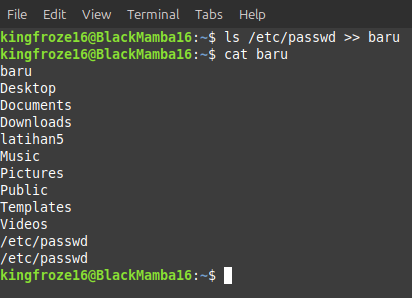 File Edit View Terminal Tabs Help
kingfroze16@BlackMamba16:~$ ls /etc/passwd >> baru
kingfroze16@BlackMamba16:~$ cat baru
baru
Desktop
Documents
Downloads
latihan5
Music
Pictures
Public
Templates
Videos
/etc/passwd
/etc/passwd
kingfroze16@BlackMamba16:~$